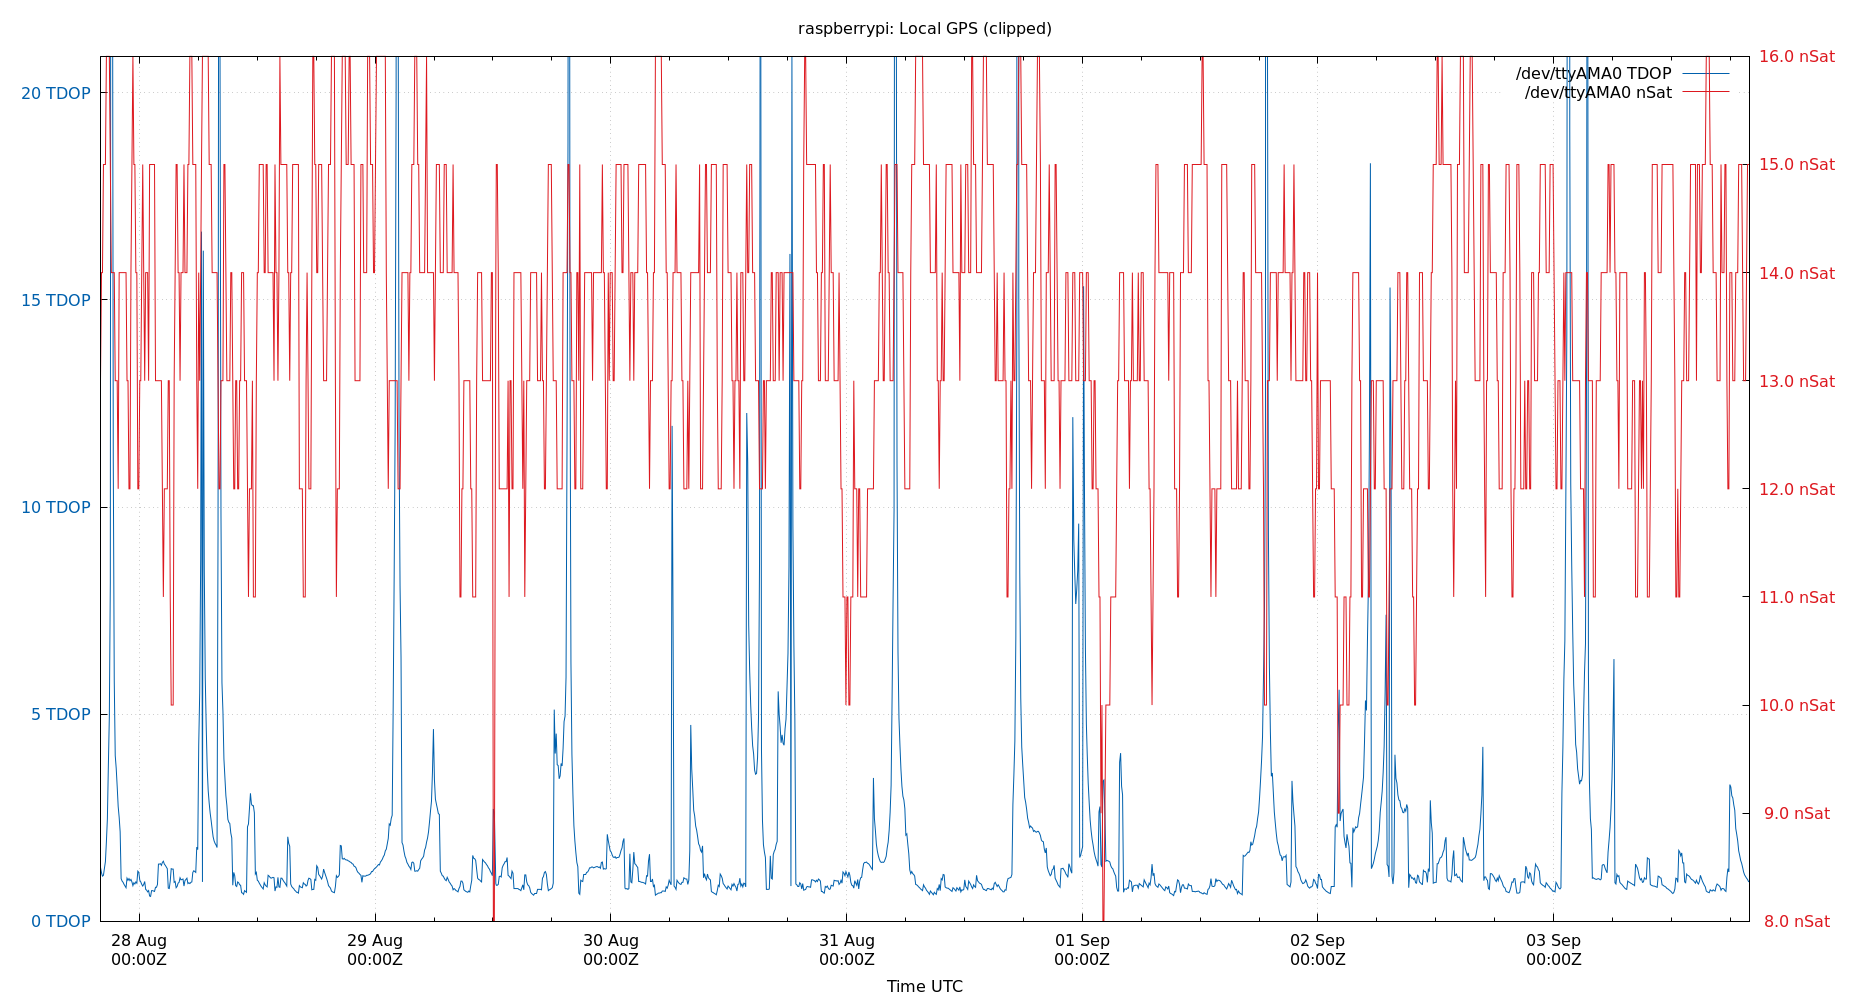 raspberrypi: Local GPS (clipped)
/dev/ttyAMA0 TDOP
/dev/ttyAMA0 nSat
20 TDOP
15 TDOP
10 TDOP
5 TDOP
0 TDOP
16.0 nSat
15.0 nSat
14.0 nSat
13.0 nSat
12.0 nSat
11.0 nSat
10.0 nSat
9.0 nSat
8.0 nSat
28 Aug 29 Aug 30 Aug 31 Aug 01 Sep 02 Sep 03 Sep
00:00Z 00:00Z 00:00Z 00:00Z 00:00Z 00:00Z 00:00Z
Time UTC